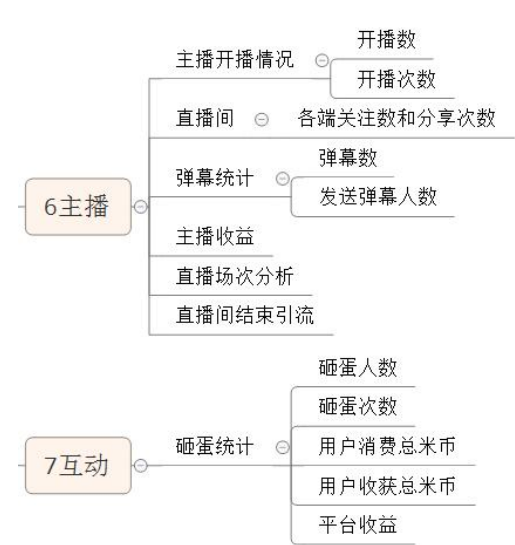 6主播
主播开播情况
开播数
开播次数
直播间
各端关注数和分享次数
弹幕统计
弹幕数
发送弹幕人数
主播收益
直播场次分析
直播间结束引流
7互动
砸蛋统计
砸蛋人数
砸蛋次数
用户消费总米币
用户收获总米币
平台收益